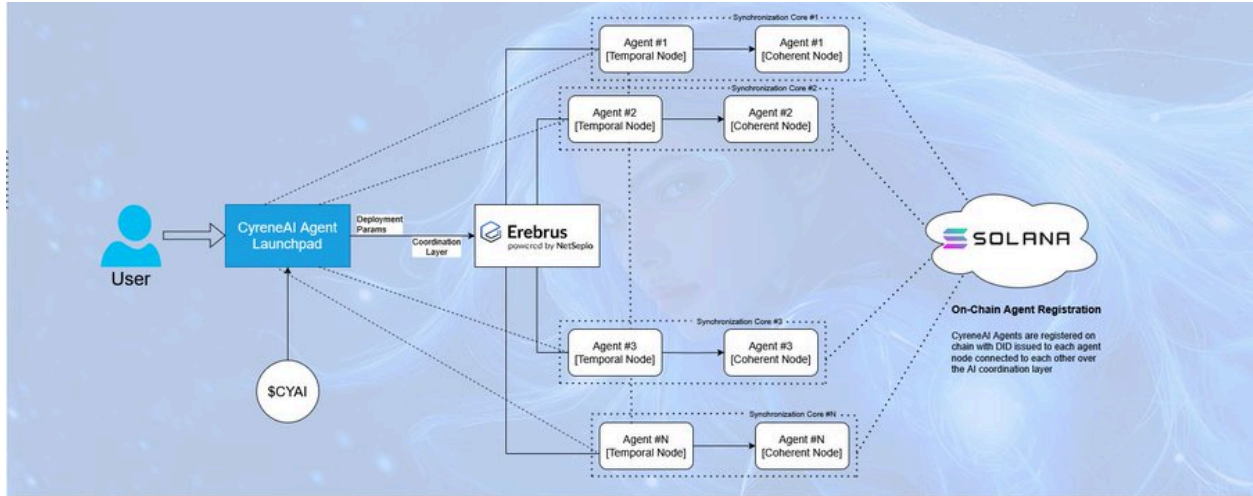 Synchronization Core #1
Agent #1
[Temporal Node]
Agent #1
[Coherent Node]
Synchronization Core #2
Agent #2
[Temporal Node]
Agent #2
[Coherent Node]
User
CyreneAI Agent
Launchpad
Deployment
Params
Coordination
Layer
Erebrus
powered by NetSepio
SOLANA
On-Chain Agent Registration
CyreneAI Agents are registered on
chain with DID issued to each agent
node connected to each other over
the AI coordination layer
$CYAI
Synchronization Core #3
Agent #3
[Temporal Node]
Agent #3
[Coherent Node]
Synchronization Core #N
Agent #N
[Temporal Node]
Agent #N
[Coherent Node]